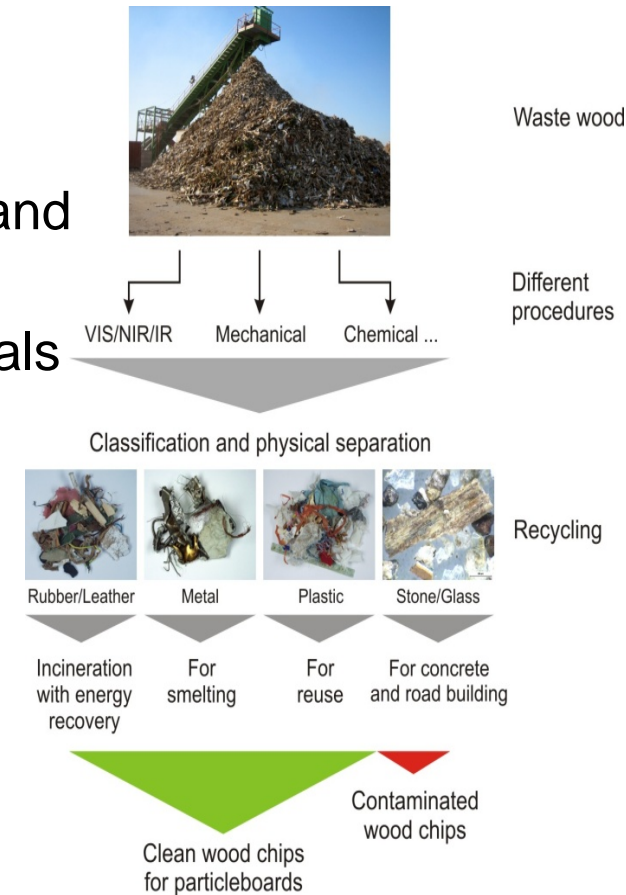 Waste wood
and
Different
procedures
als
VIS/NIR/IR Mechanical Chemical ...
Classification and physical separation
Recycling
Rubber/Leather Metal Plastic Stone/Glass
Incineration
with energy
recovery
For
smelting
For
reuse
For concrete
and road building
Contaminated
wood chips
Clean wood chips
for particleboards